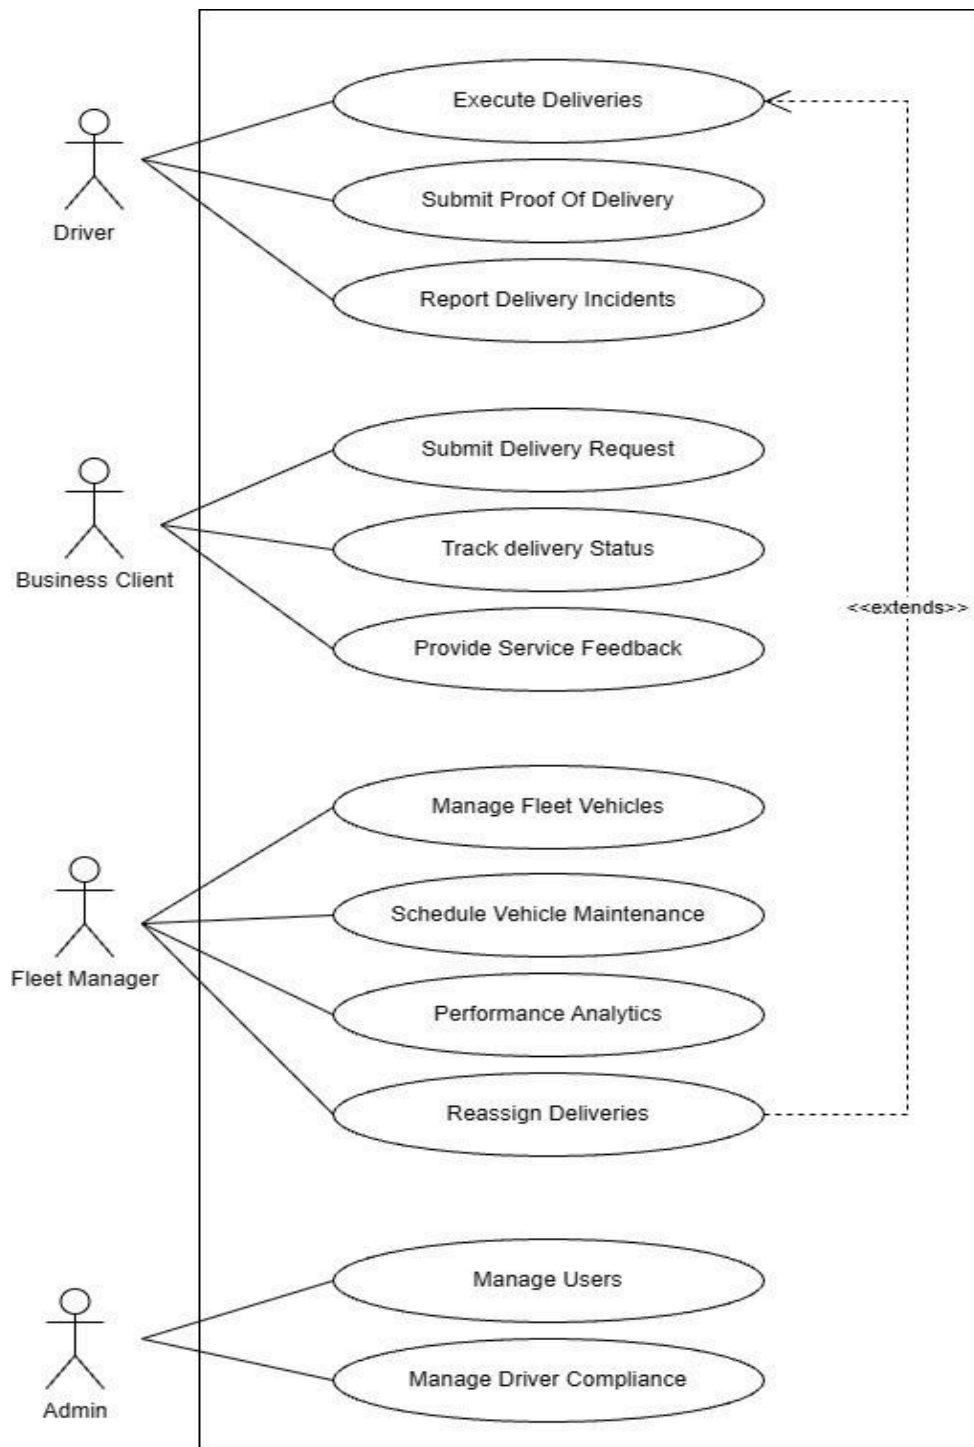 Execute Deliveries
Submit Proof Of Delivery
Driver
Report Delivery Incidents
Submit Delivery Request
Track delivery Status
Business Client
<<extends>>
Provide Service Feedback
Manage Fleet Vehicles
Schedule Vehicle Maintenance
Fleet Manager
Performance Analytics
Reassign Deliveries
Manage Users
Manage Driver Compliance
Admin